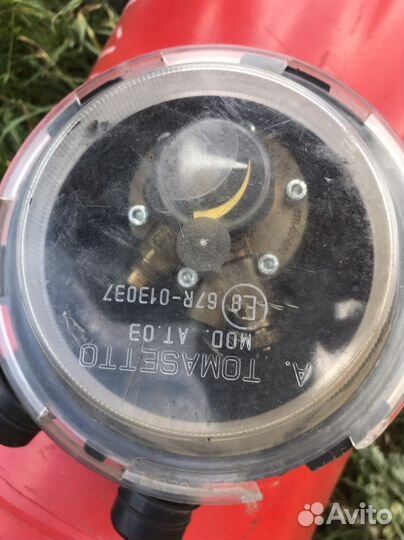 A. TOMASETTO
MOD. AT.03
E8 67R-013037
Avito